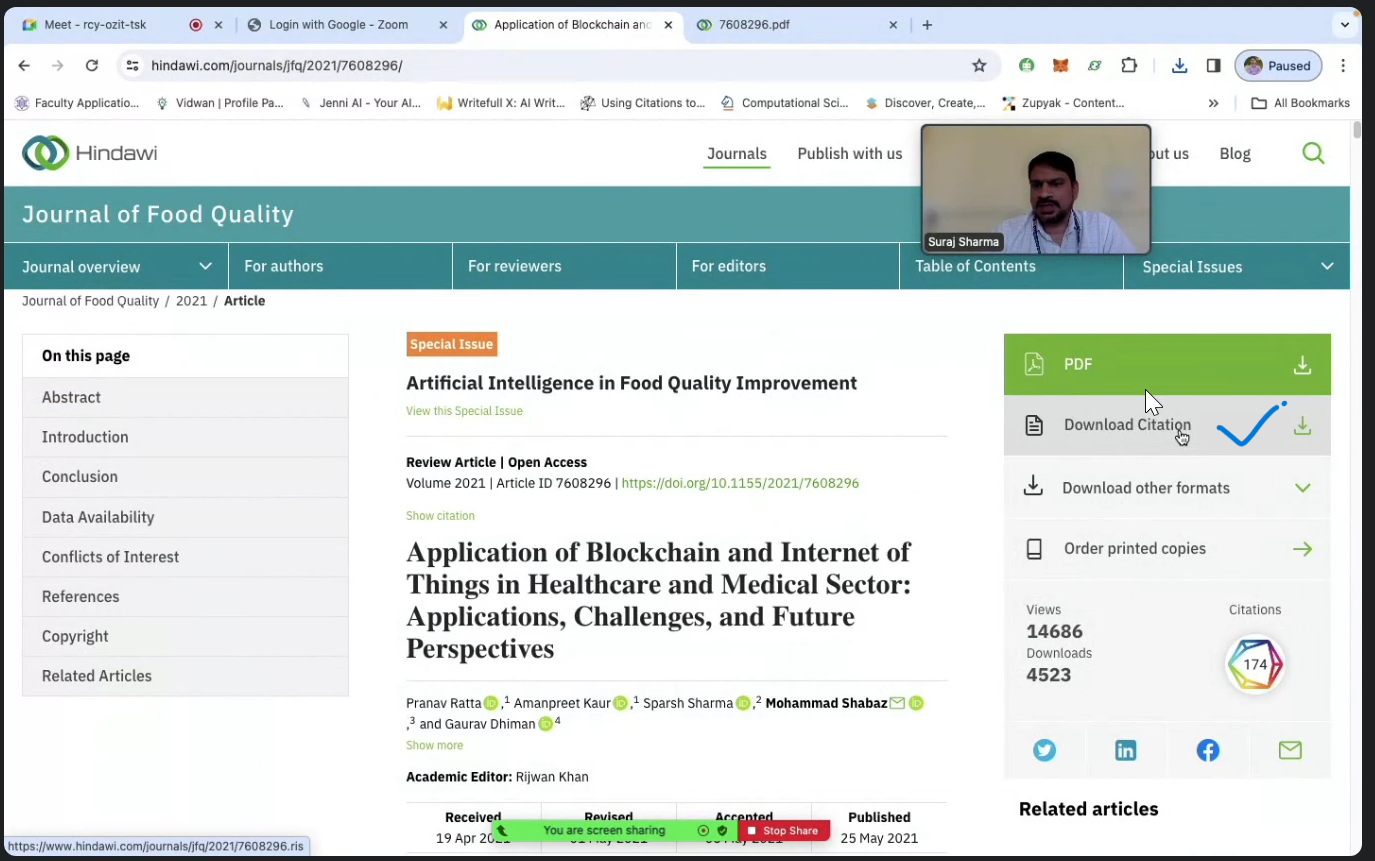 Meet - rcy-ozit-tsk
Login with Google - Zoom
Application of Blockchain and
7608296.pdf
hindawi.com/journals/jfq/2021/7608296/
Paused
Faculty Applicatio...
Vidwan | Profile Pa...
Jenni AI - Your AI...
Writefull X: AI Writ...
Using Citations to...
Computational Sci...
Discover, Create,...
Zupyak - Content...
All Bookmarks
Hindawi
Journals
Publish with us
out us
Blog
Suraj Sharma
Journal of Food Quality
Journal overview
For authors
For reviewers
For editors
Table of Contents
Special Issues
Journal of Food Quality / 2021 / Article
On this page
Abstract
Introduction
Conclusion
Data Availability
Conflicts of Interest
References
Copyright
Related Articles
Special Issue
Artificial Intelligence in Food Quality Improvement
View this Special Issue
Review Article | Open Access
Volume 2021 | Article ID 7608296 | https://doi.org/10.1155/2021/7608296
Show citation
Application of Blockchain and Internet of
Things in Healthcare and Medical Sector:
Applications, Challenges, and Future
Perspectives
Pranav Ratta iD ,1 Amanpreet Kaur iD ,1 Sparsh Sharma iD ,2 Mohammad Shabaz iD
,3 and Gaurav Dhiman iD 4
Show more
Academic Editor: Rijwan Khan
Received
Revised
Accepted
Published
19 Apr
25 May 2021
You are screen sharing
Stop Share
PDF
Download Citation
Download other formats
Order printed copies
Views
14686
Downloads
4523
Citations
174
Related articles
https://www.hindawi.com/journals/jfq/2021/7608296.ris